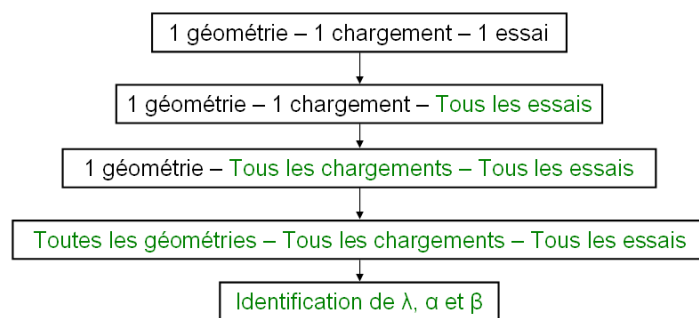 1 géométrie – 1 chargement – 1 essai
1 géométrie – 1 chargement – Tous les essais
1 géométrie – Tous les chargements – Tous les essais
Toutes les géométries – Tous les chargements – Tous les essais
Identification de λ, α et β